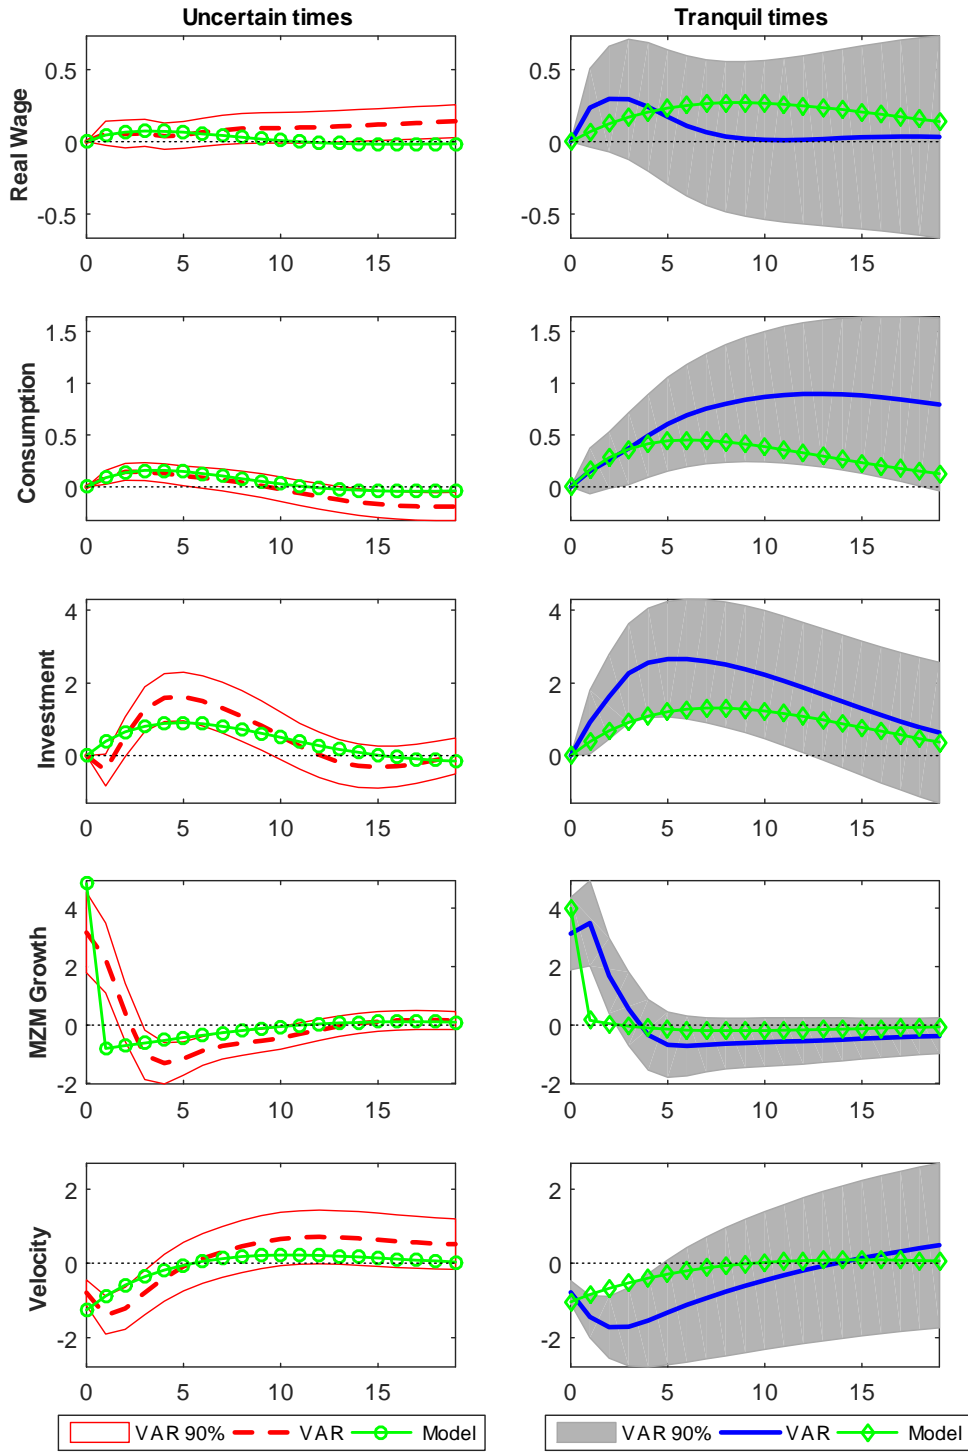 Uncertain times
Tranquil times
Real Wage
0.5
0
-0.5
0 5 10 15
0.5
0
-0.5
0 5 10 15
Consumption
1.5
1
0.5
0
0 5 10 15
1.5
1
0.5
0
0 5 10 15
Investment
4
2
0
0 5 10 15
4
2
0
0 5 10 15
MZM Growth
4
2
0
-2
0 5 10 15
4
2
0
-2
0 5 10 15
Velocity
2
0
-2
0 5 10 15
2
0
-2
0 5 10 15
VAR 90% VAR Model
VAR 90% VAR Model